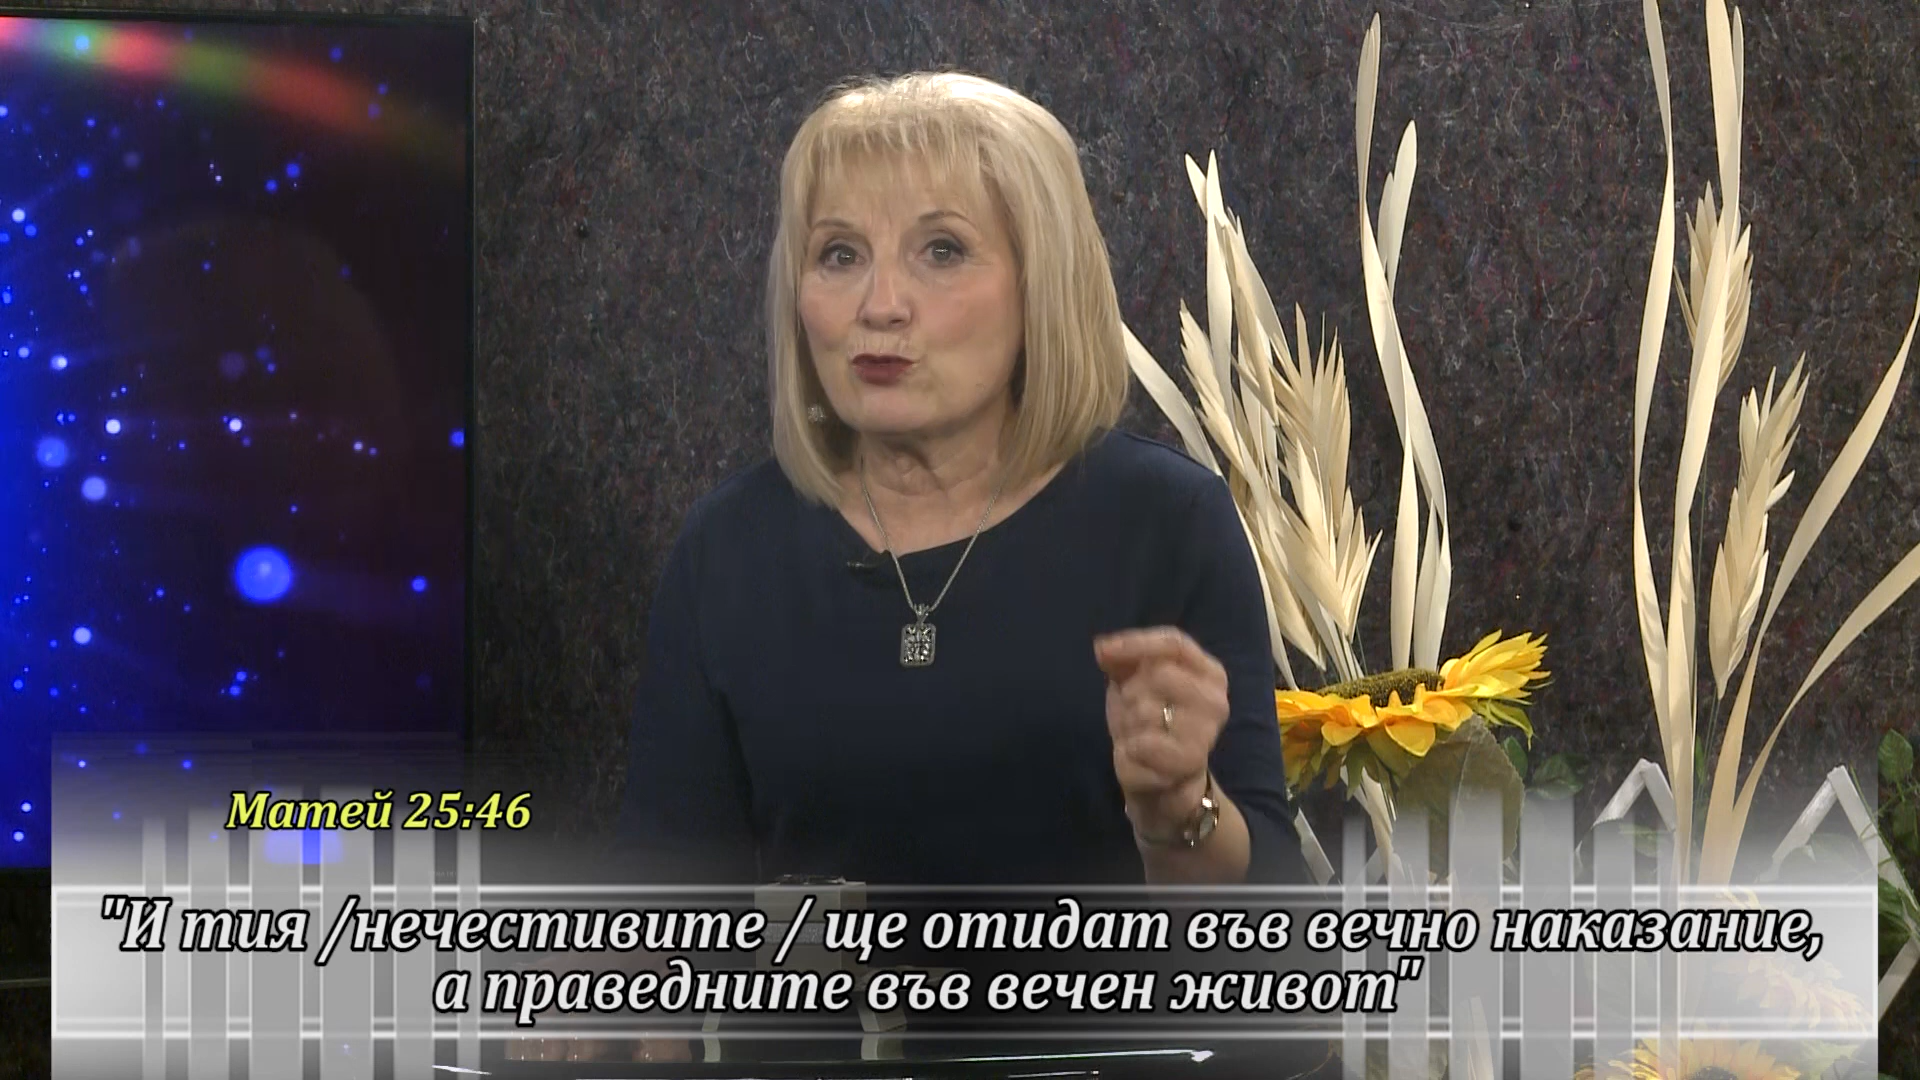 Матей 25:46
"И тия /нечестивите / ще отидат във вечно наказание,
а праведните във вечен живот"